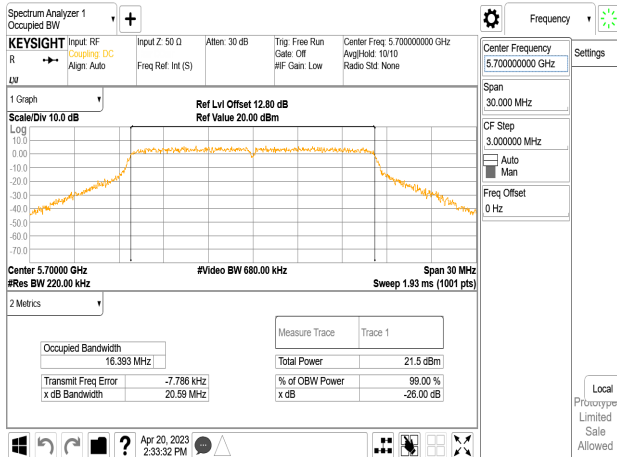 Spectrum Analyzer 1
Occupied BW
Frequency
KEYSIGHT
Input: RF
Coupling: DC
Align: Auto
Input Z: 50 Ω
Freq Ref: Int (S)
Atten: 30 dB
Trig: Free Run
Gate: Off
#IF Gain: Low
Center Freq: 5.700000000 GHz
Avg|Hold: 10/10
Radio Std: None
R
LXI
Center Frequency
5.700000000 GHz
Settings
Span
30.000 MHz
CF Step
3.000000 MHz
Auto
Man
Freq Offset
0 Hz
1 Graph
Scale/Div 10.0 dB
Ref Lvl Offset 12.80 dB
Ref Value 20.00 dBm
Log
10.0
0.00
-10.0
-20.0
-30.0
-40.0
-50.0
-60.0
-70.0
Center 5.70000 GHz
#Res BW 220.00 kHz
#Video BW 680.00 kHz
Span 30 MHz
Sweep 1.93 ms (1001 pts)
2 Metrics
Measure Trace
Trace 1
Occupied Bandwidth
16.393 MHz
Total Power
21.5 dBm
Transmit Freq Error
-7.786 kHz
% of OBW Power
99.00 %
x dB Bandwidth
20.59 MHz
x dB
-26.00 dB
Local
Prototype
Limited
Sale
Allowed
?
Apr 20, 2023
2:33:32 PM